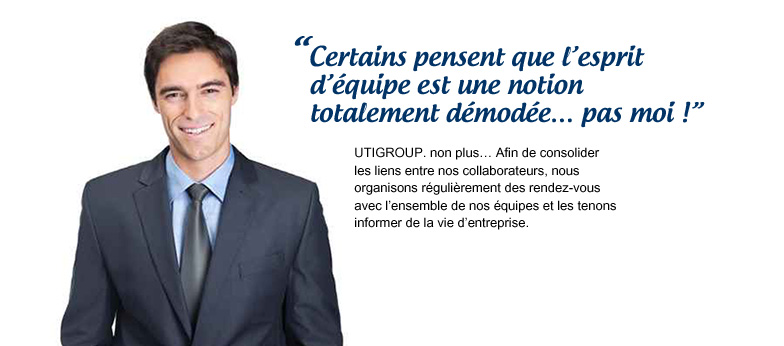 “Certains pensent que l’esprit
d’équipe est une notion
totalement démodée... pas moi !”
UTIGROUP. non plus… Afin de consolider
les liens entre nos collaborateurs, nous
organisons régulièrement des rendez-vous
avec l’ensemble de nos équipes et les tenons
informer de la vie d’entreprise.